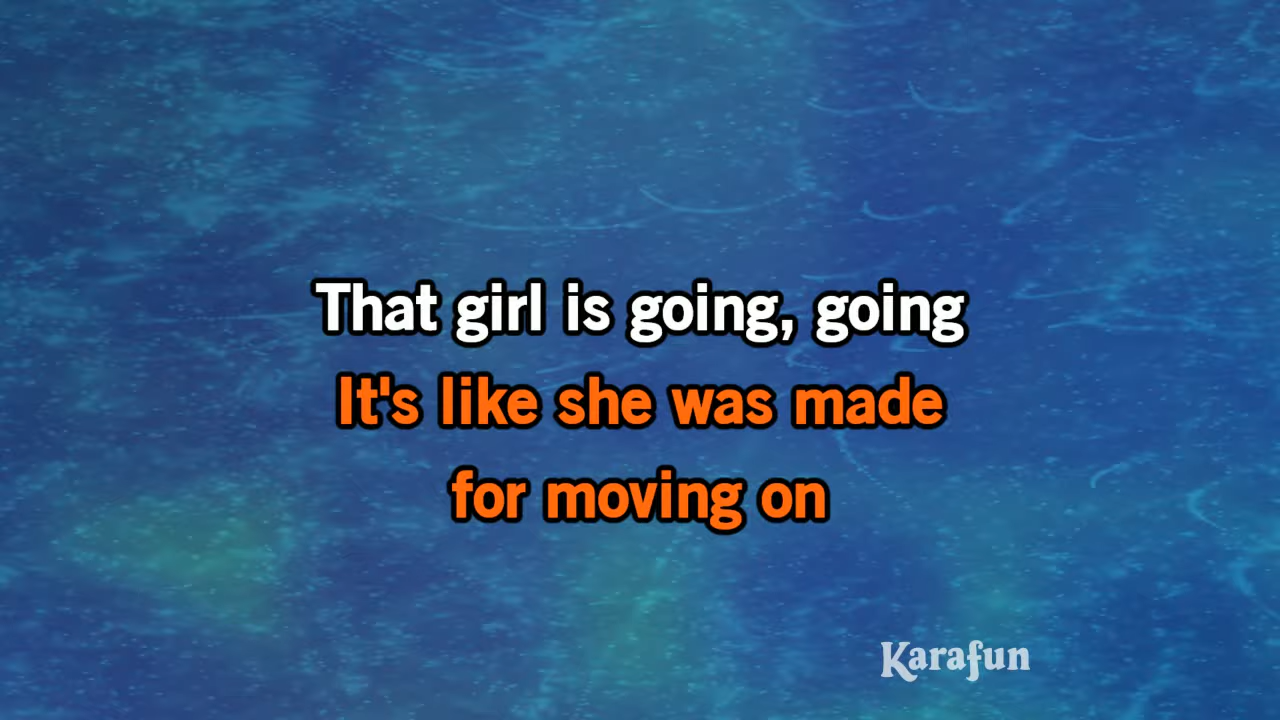 That girl is going, going
It's like she was made
for moving on
Karafun